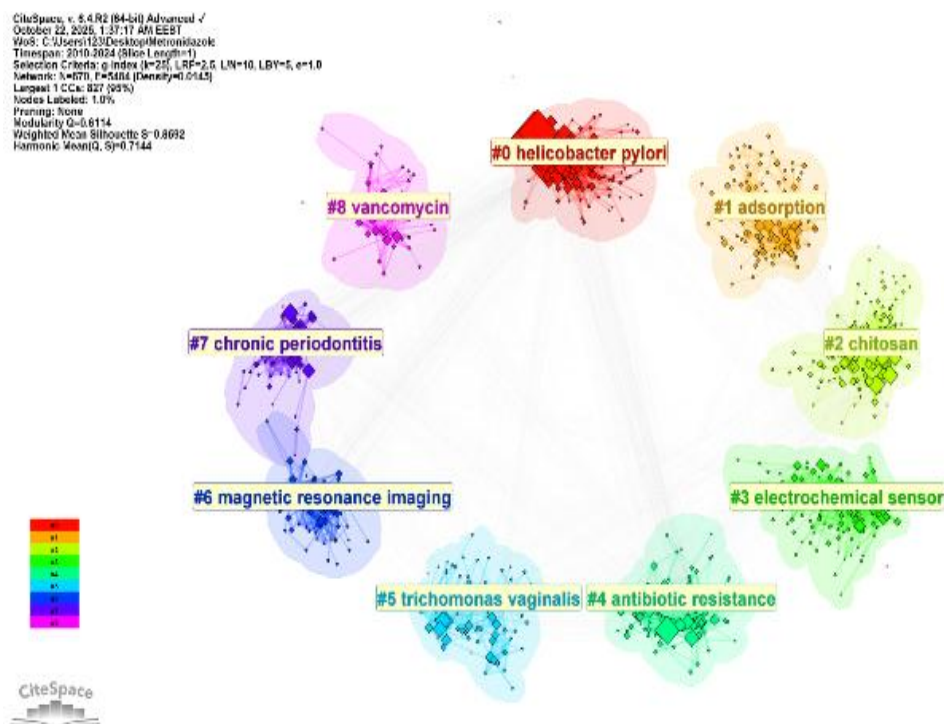 CiteSpace, v. 6.4.R2 (64-bit) Advanced ✓
October 22, 2025, 1:37:17 AM EEST
WoS: C:\Users\123\Desktop\Metronidazole
Timespan: 2010-2024 (Slice Length=1)
Selection Criteria: g-index (k=25), LRF=2.5, L/N=10, LBY=5, e=1.0
Network: N=870, E=5484 (Density=0.0145)
Largest 1 CCs: 827 (95%)
Nodes Labeled: 1.0%
Pruning: None
Modularity Q=0.6114
Weighted Mean Silhouette S=0.8592
Harmonic Mean(Q, S)=0.7144
#0 helicobacter pylori
#8 vancomycin
#1 adsorption
#7 chronic periodontitis
#2 chitosan
#6 magnetic resonance imaging
#3 electrochemical sensor
#5 trichomonas vaginalis
#4 antibiotic resistance
CiteSpace